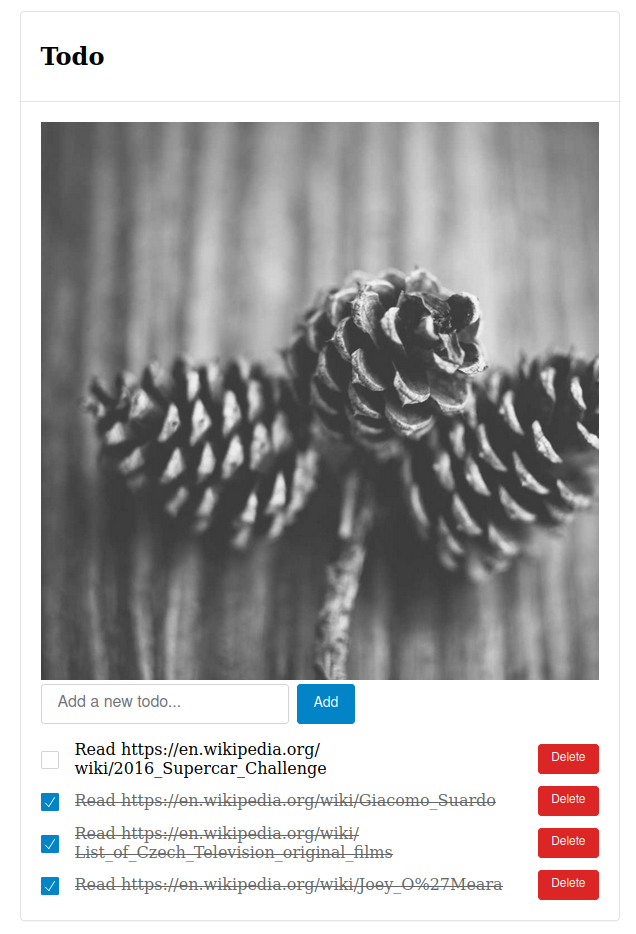 Todo
Add a new todo...
Add
Read https://en.wikipedia.org/
wiki/2016_Supercar_Challenge
Delete
Read https://en.wikipedia.org/wiki/Giacomo_Suardo
Delete
Read https://en.wikipedia.org/wiki/
List_of_Czech_Television_original_films
Delete
Read https://en.wikipedia.org/wiki/Joey_O%27Meara
Delete